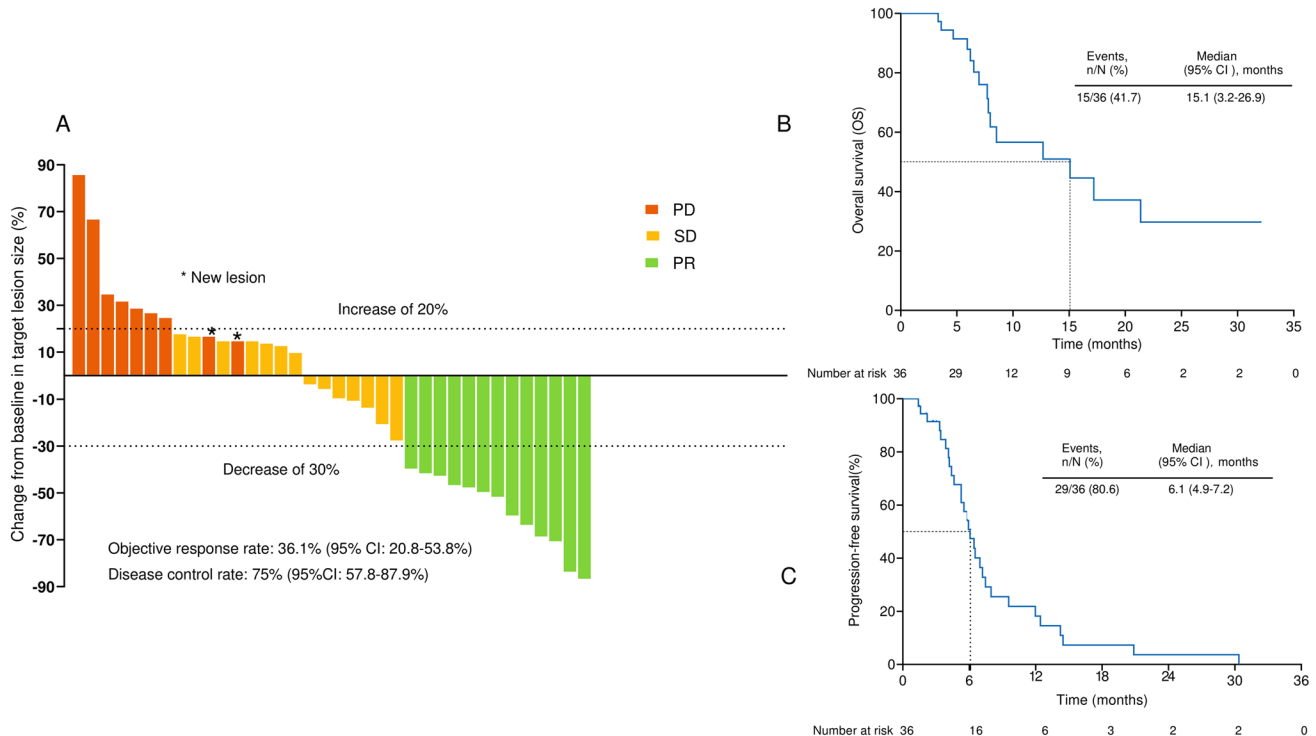 A
Change from baseline in target lesion size (%)
90
70
50
30
10
-10
-30
-50
-70
-90
PD
SD
PR
* New lesion
*
*
Increase of 20%
Decrease of 30%
Objective response rate: 36.1% (95% CI: 20.8-53.8%)
Disease control rate: 75% (95%CI: 57.8-87.9%)
B
Overall survival (OS)
100
80
60
40
20
0
Events, Median
n/N (%) (95% CI ), months
15/36 (41.7) 15.1 (3.2-26.9)
0 5 10 15 20 25 30 35
Time (months)
Number at risk 36 29 12 9 6 2 2 0
C
Progression-free survival(%)
100
80
60
40
20
0
Events, Median
n/N (%) (95% CI ), months
29/36 (80.6) 6.1 (4.9-7.2)
0 6 12 18 24 30 36
Time (months)
Number at risk 36 16 6 3 2 2 0